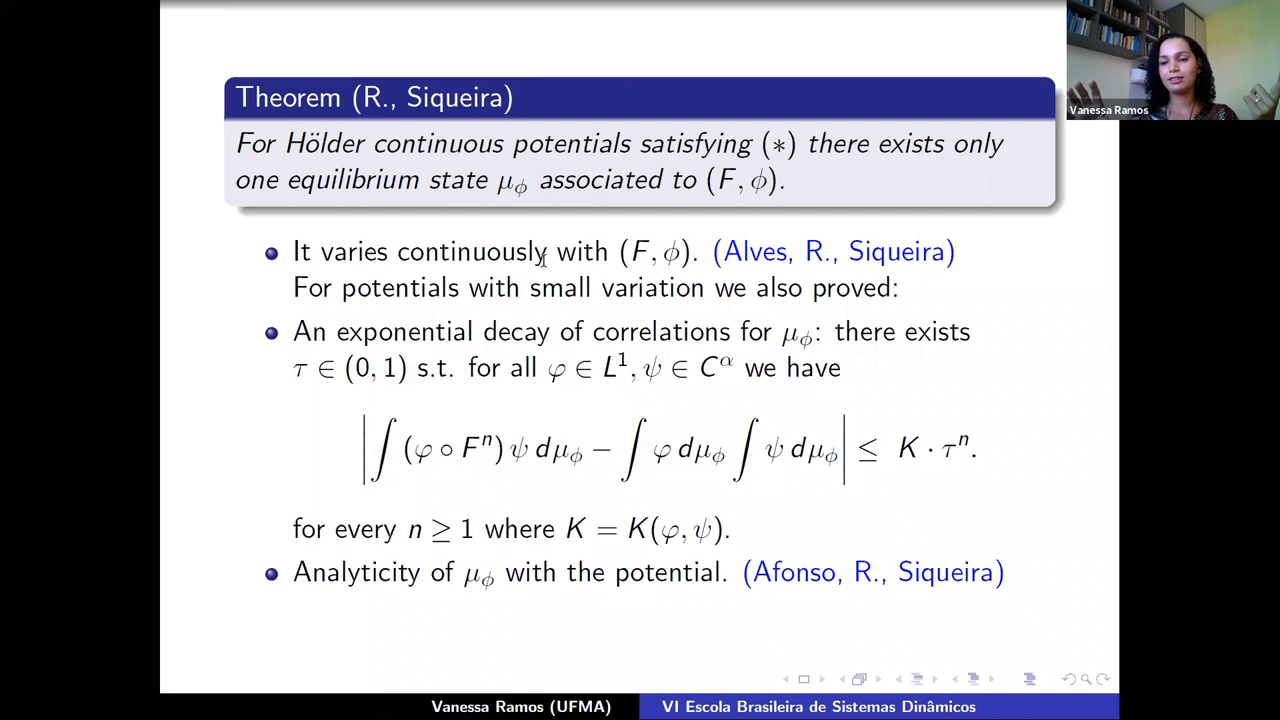 Theorem (R., Siqueira)
For Hölder continuous potentials satisfying (∗) there exists only
one equilibrium state μ_ϕ associated to (F, ϕ).
It varies continuously with (F, ϕ). (Alves, R., Siqueira)
For potentials with small variation we also proved:
An exponential decay of correlations for μ_ϕ: there exists
τ ∈ (0, 1) s.t. for all φ ∈ L¹, ψ ∈ C^α we have
|∫ (φ ∘ Fⁿ) ψ dμ_ϕ − ∫ φ dμ_ϕ ∫ ψ dμ_ϕ| ≤ K · τⁿ.
for every n ≥ 1 where K = K(φ, ψ).
Analyticity of μ_ϕ with the potential. (Afonso, R., Siqueira)
Vanessa Ramos (UFMA) VI Escola Brasileira de Sistemas Dinâmicos
Vanessa Ramos